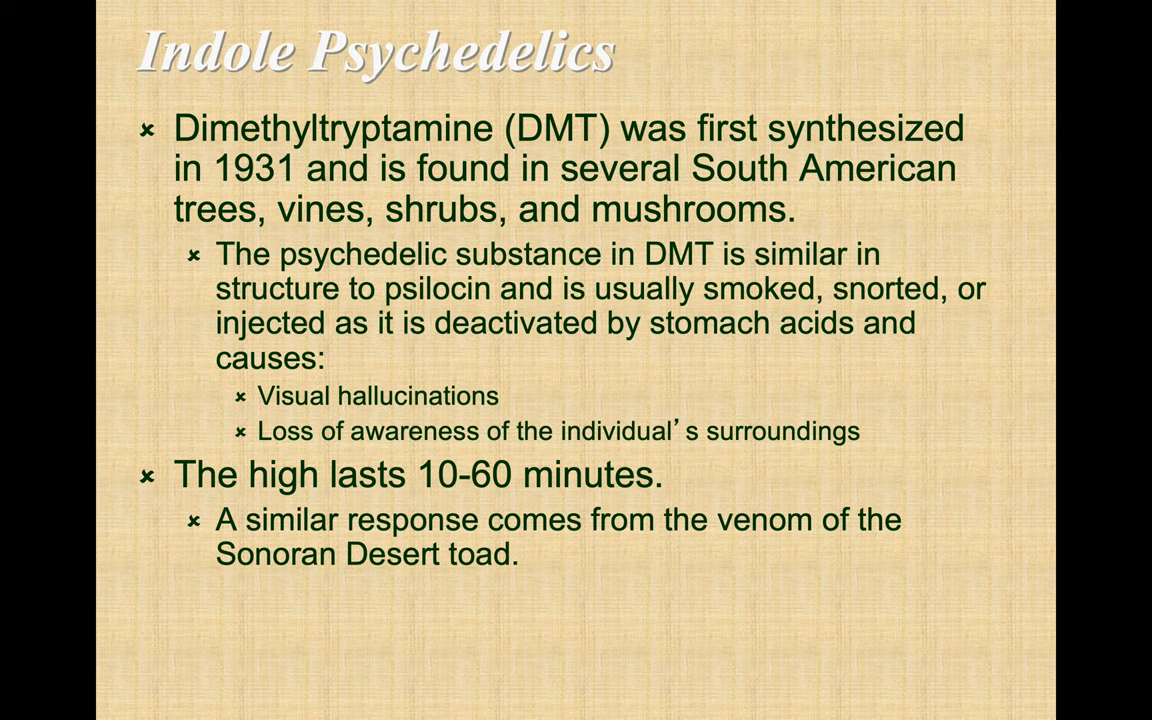 Indole Psychedelics
Dimethyltryptamine (DMT) was first synthesized
in 1931 and is found in several South American
trees, vines, shrubs, and mushrooms.
The psychedelic substance in DMT is similar in
structure to psilocin and is usually smoked, snorted, or
injected as it is deactivated by stomach acids and
causes:
Visual hallucinations
Loss of awareness of the individual’s surroundings
The high lasts 10-60 minutes.
A similar response comes from the venom of the
Sonoran Desert toad.